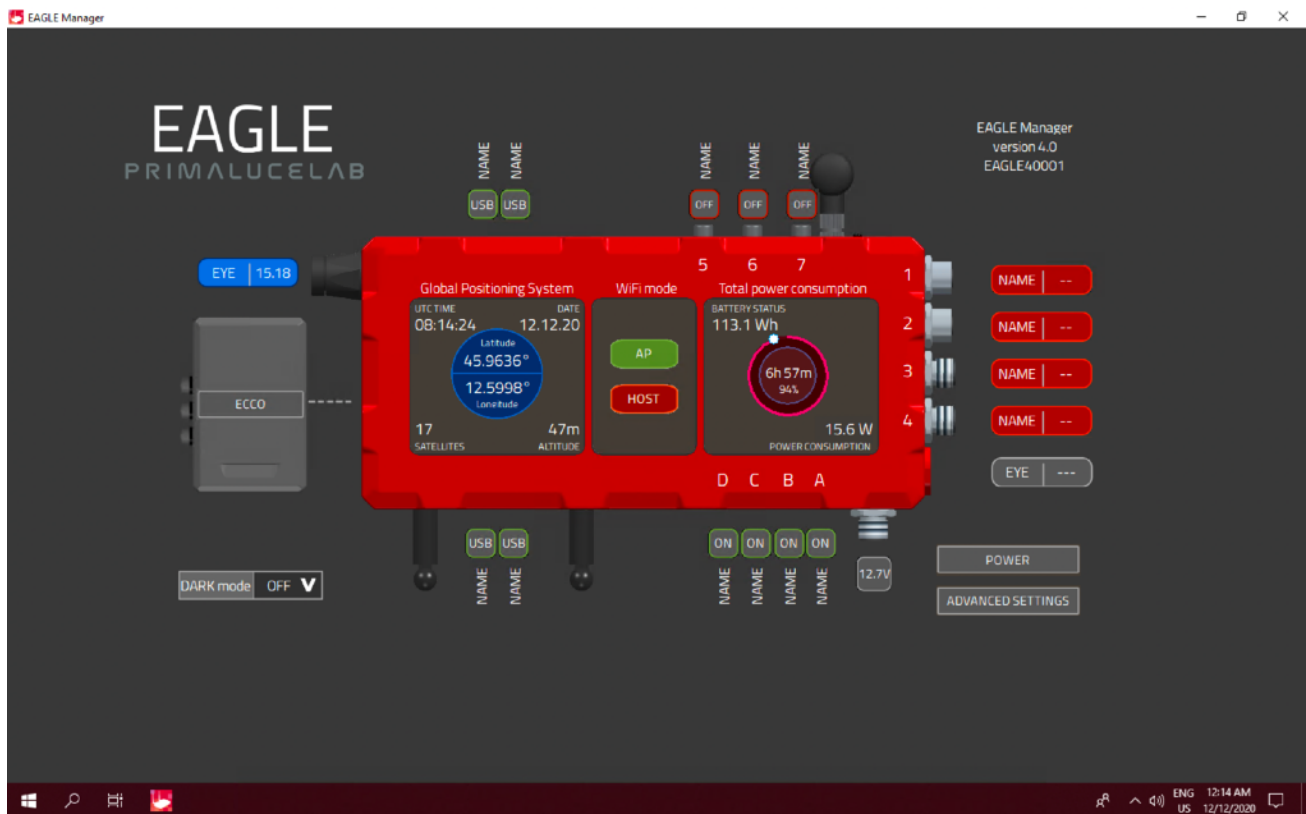 EAGLE Manager
EAGLE
PRIMALUCELAB
EAGLE Manager
version 4.0
EAGLE40001
NAME
NAME
NAME
NAME
NAME
USB
USB
OFF
OFF
OFF
EYE | 15.18
5 6 7
Global Positioning System
UTC TIME
DATE
08:14:24
12.12.20
Latitude
45.9636°
12.5998°
Longitude
17
SATELLITES
47m
ALTITUDE
WiFi mode
AP
HOST
Total power consumption
BATTERY STATUS
113.1 Wh
6h 57m
94%
15.6 W
POWER CONSUMPTION
1
2
3
4
NAME | --
NAME | --
NAME | --
NAME | --
EYE | ---
ECCO
D C B A
USB
USB
ON
ON
ON
ON
12.7V
NAME
NAME
NAME
NAME
NAME
NAME
DARK mode OFF
POWER
ADVANCED SETTINGS
ENG
US
12:14 AM
12/12/2020